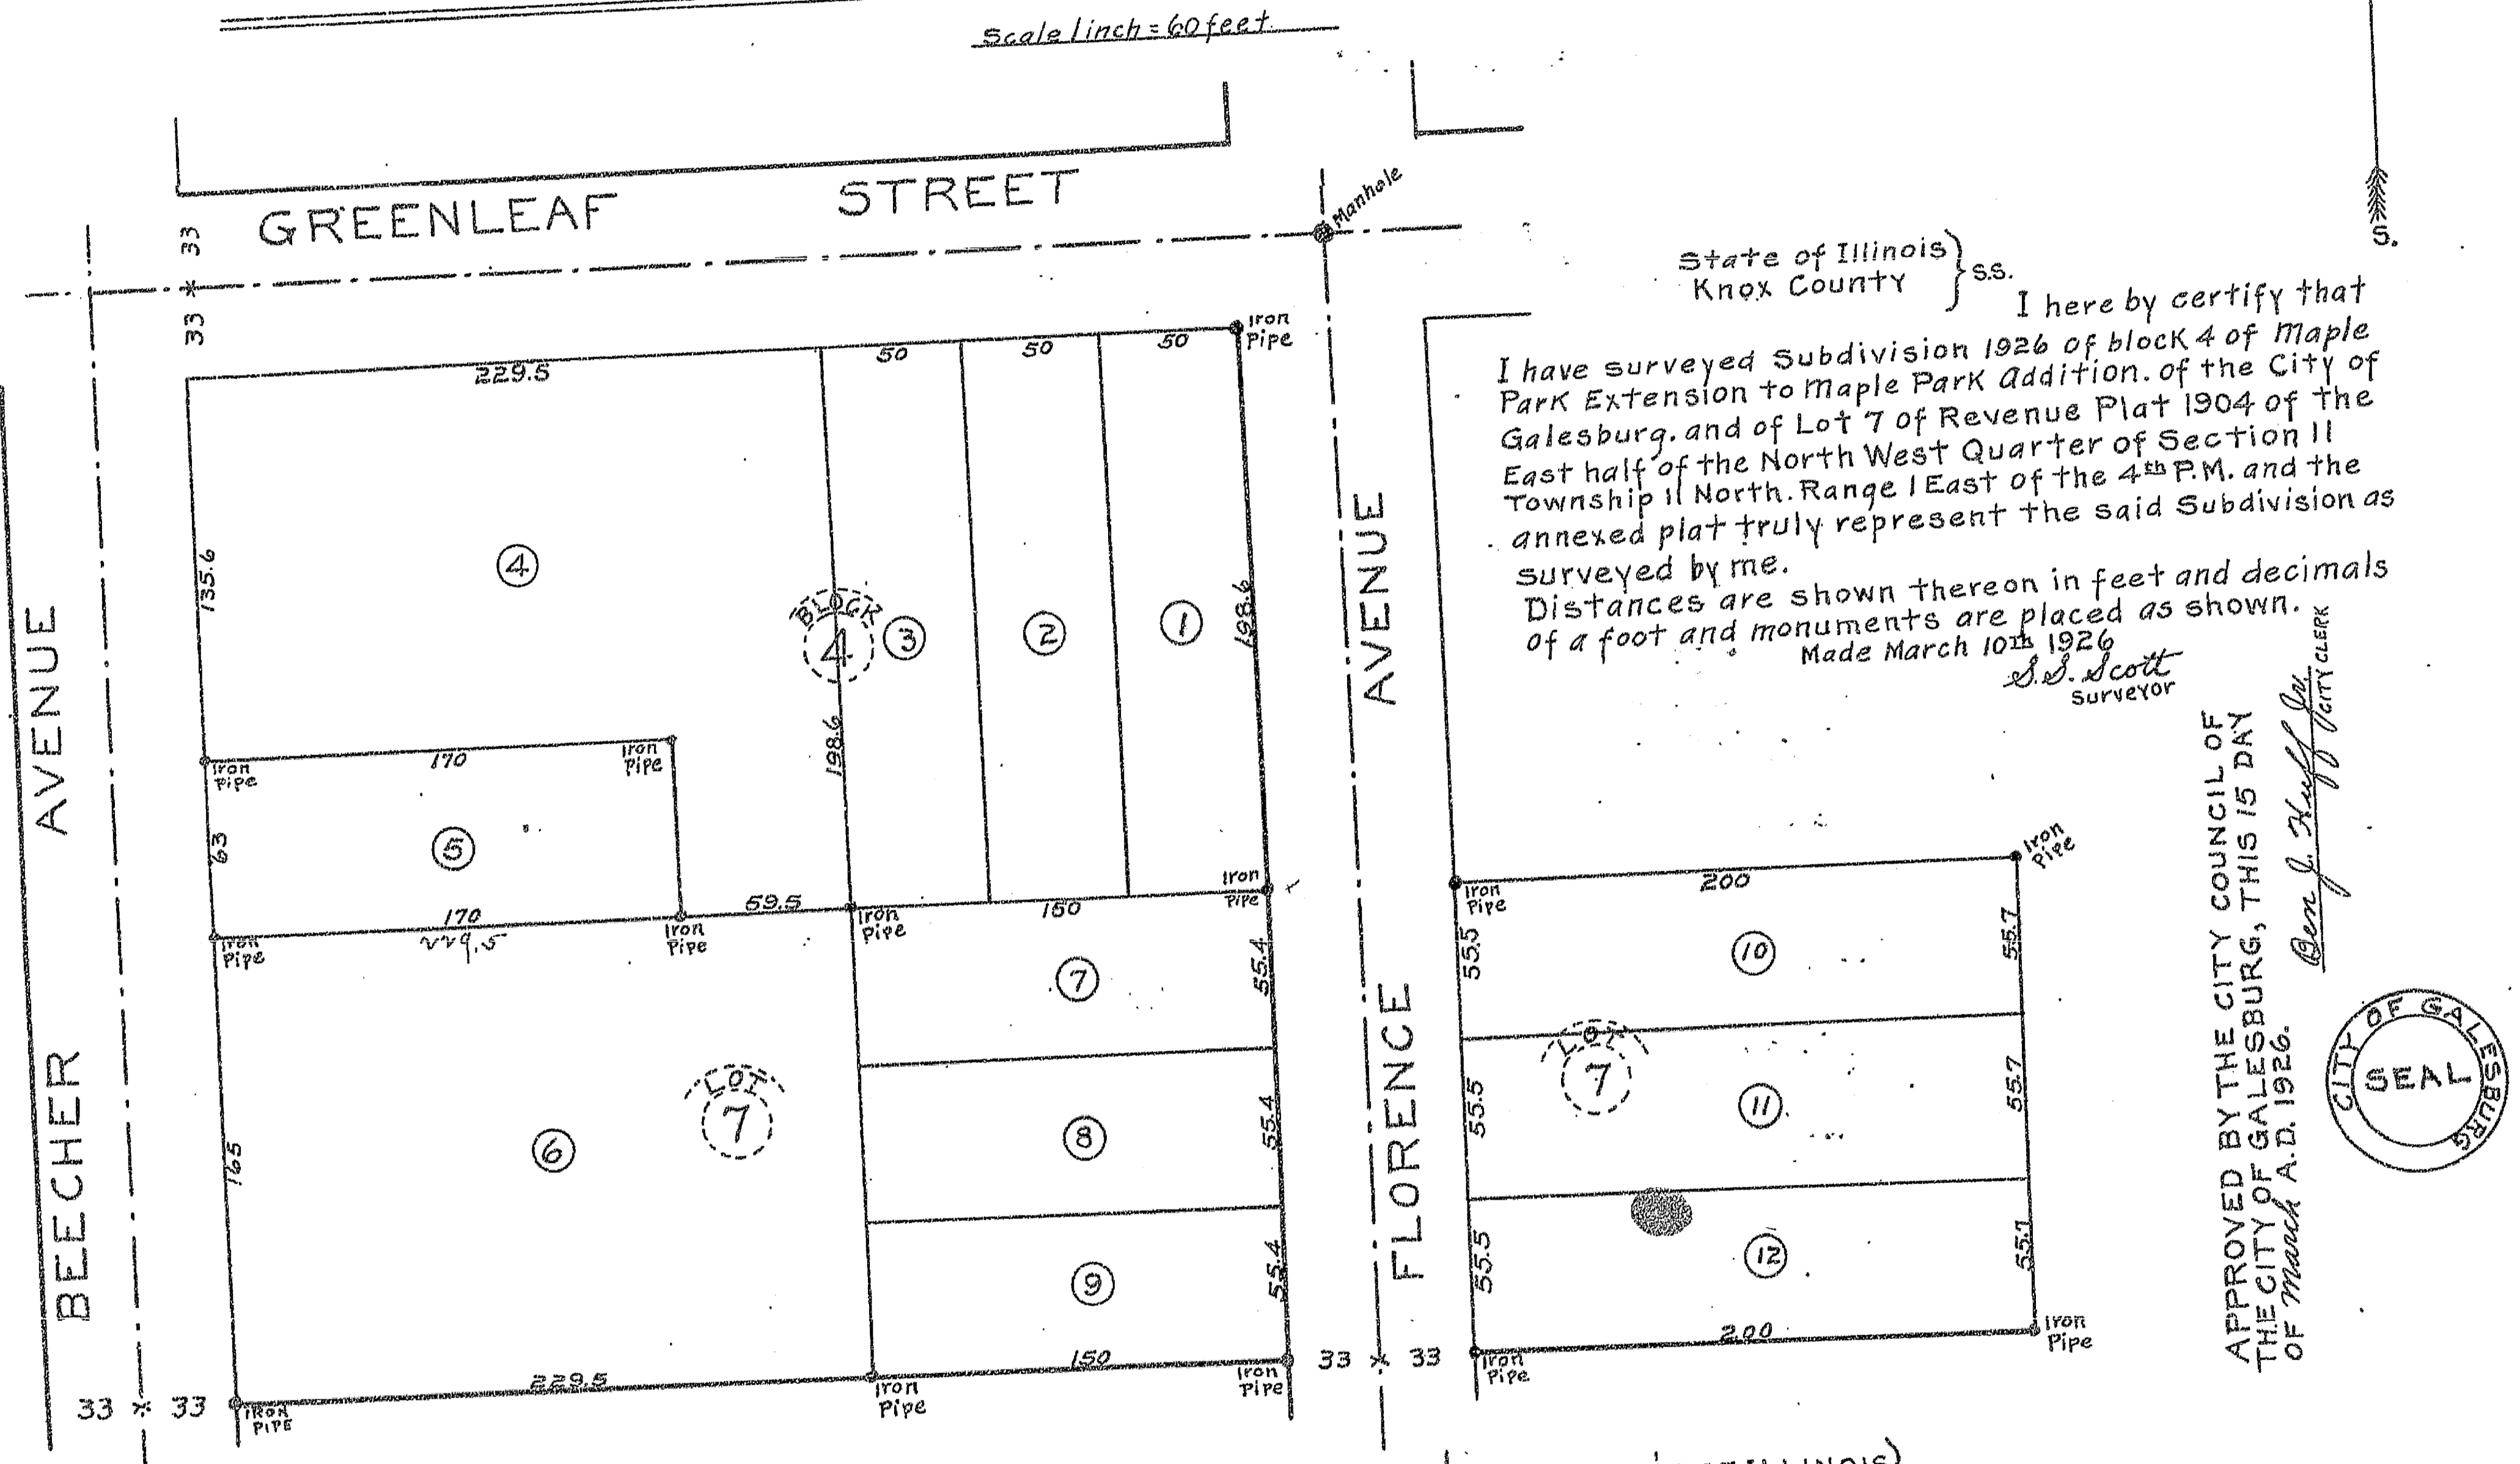 Scale 1 inch = 60 feet.
GREENLEAF STREET
Manhole
33
33
S.
State of Illinois } S.S.
Knox County
I here by certify that
I have surveyed Subdivision 1926 of block 4 of Maple
Park Extension to Maple Park Addition. of the City of
Galesburg. and of Lot 7 of Revenue Plat 1904 of the
East half of the North West Quarter of Section 11
Township 11 North. Range 1 East of the 4th P.M. and the
annexed plat truly represent the said Subdivision as
surveyed by me.
Distances are shown thereon in feet and decimals
of a foot and monuments are placed as shown.
Made March 10th 1926
S.S. Scott
Surveyor
229.5
50
50
50
Iron
Pipe
135.6
4
BLOCK
4
3
2
1
198.6
198.6
Iron
Pipe
170
Iron
Pipe
63
5
170
229.5
59.5
150
Iron
Pipe
Iron
Pipe
Iron
Pipe
Iron
Pipe
BEECHER AVENUE
FLORENCE AVENUE
165
6
LOT
7
7
55.4
8
55.4
9
55.4
229.5
150
33
33
IRON
PIPE
Iron
Pipe
Iron
Pipe
33
33
Iron
Pipe
200
Iron
Pipe
55.5
10
55.7
LOT
7
55.5
11
55.7
55.5
12
55.7
200
Iron
Pipe
Iron
Pipe
APPROVED BY THE CITY COUNCIL OF
THE CITY OF GALESBURG, THIS 15 DAY
OF March A.D. 1926.
Ben J. Huff Jr.
CITY CLERK
CITY OF GALESBURG
SEAL
ILLINOIS)